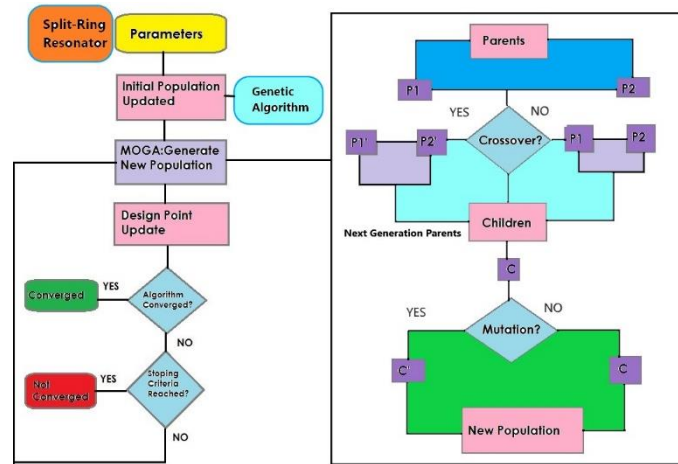 Split-Ring
Resonator
Parameters
Initial Population
Updated
Genetic
Algorithm
MOGA:Generate
New Population
Design Point
Update
Converged
YES
Algorithm
Converged?
NO
Not
Converged
YES
Stoping
Criteria
Reached?
NO
Parents
P1
P2
YES
NO
P1'
P2'
Crossover?
P1
P2
Next Generation Parents
Children
C
YES
NO
Mutation?
C'
C
New Population